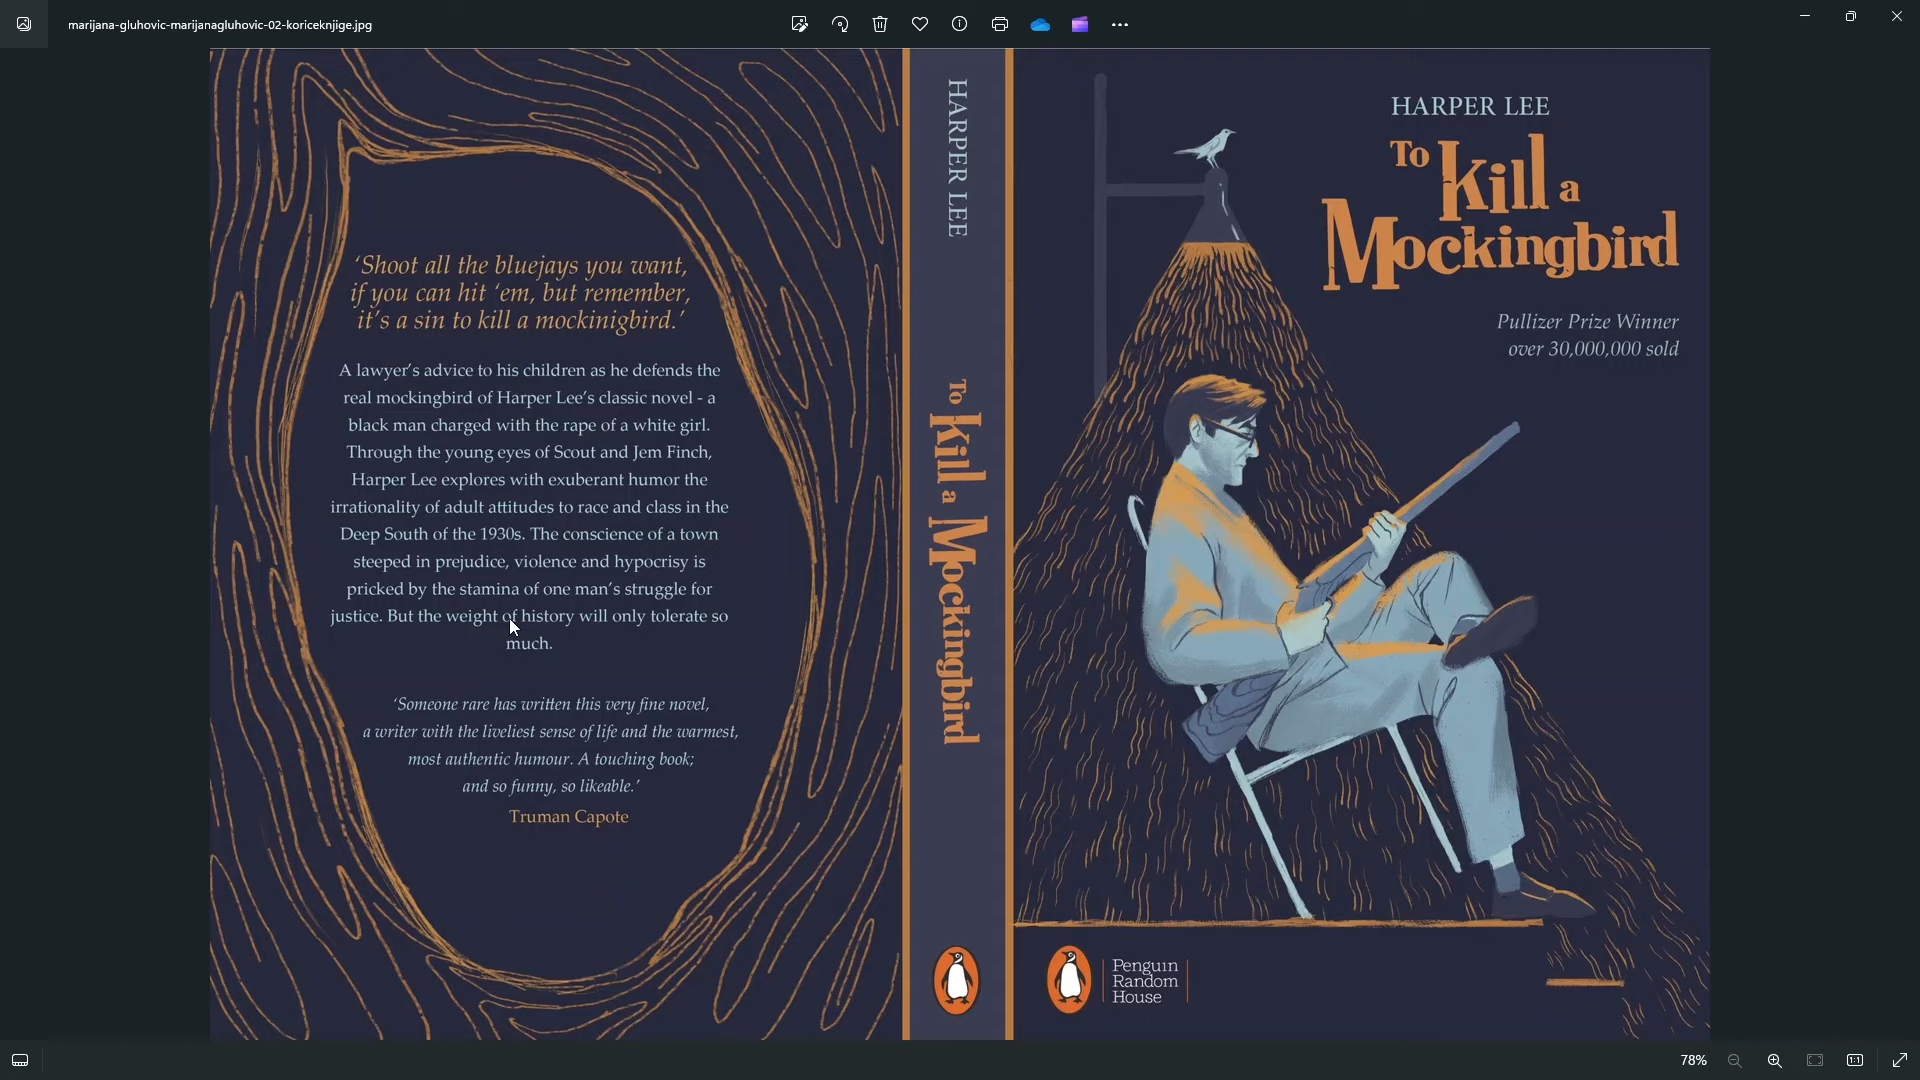 marijana-gluhovic-marijanagluhovic-02-koriceknjige.jpg
‘Shoot all the bluejays you want,
if you can hit ‘em, but remember,
it’s a sin to kill a mockinigbird.’
A lawyer’s advice to his children as he defends the
real mockingbird of Harper Lee’s classic novel - a
black man charged with the rape of a white girl.
Through the young eyes of Scout and Jem Finch,
Harper Lee explores with exuberant humor the
irrationality of adult attitudes to race and class in the
Deep South of the 1930s. The conscience of a town
steeped in prejudice, violence and hypocrisy is
pricked by the stamina of one man’s struggle for
justice. But the weight of history will only tolerate so
much.
‘Someone rare has written this very fine novel,
a writer with the liveliest sense of life and the warmest,
most authentic humour. A touching book;
and so funny, so likeable.’
Truman Capote
HARPER LEE
To Kill a Mockingbird
HARPER LEE
To Kill a
Mockingbird
Pullizer Prize Winner
over 30,000,000 sold
Penguin
Random
House
78%
1:1